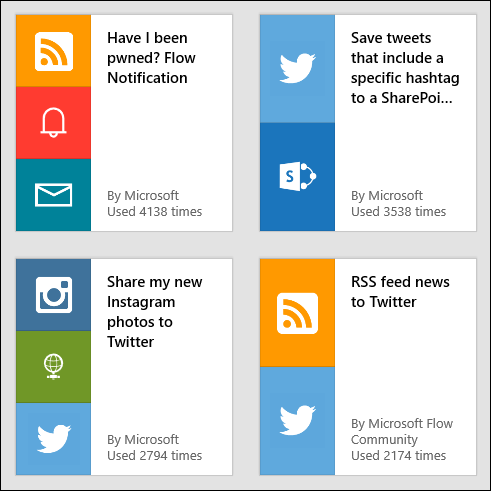 Have I been
pwned? Flow
Notification
By Microsoft
Used 4138 times
Save tweets
that include a
specific hashtag
to a SharePoi...
S
By Microsoft
Used 3538 times
Share my new
Instagram
photos to
Twitter
By Microsoft
Used 2794 times
RSS feed news
to Twitter
By Microsoft Flow
Community
Used 2174 times